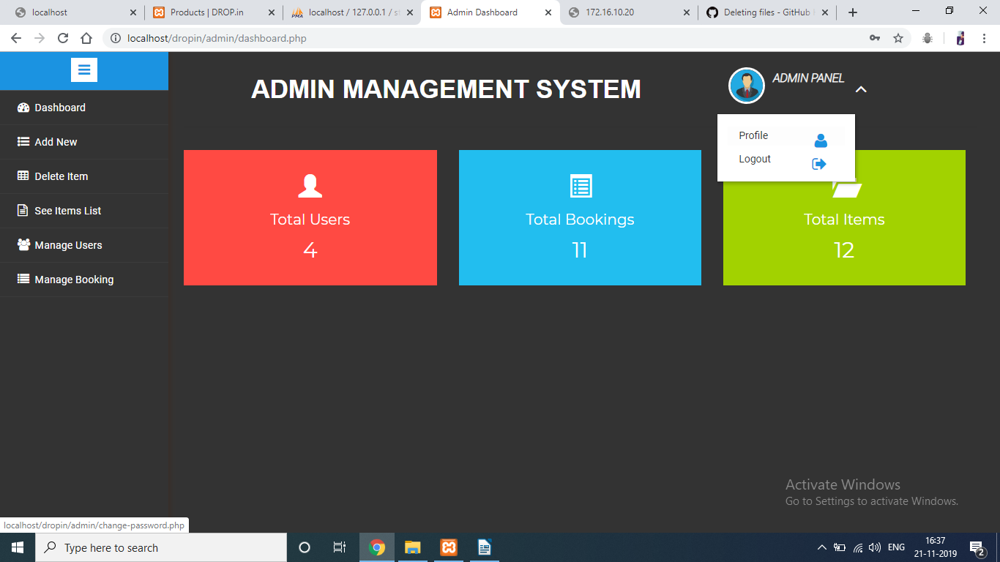 localhost
Products | DROP.in
PMA
localhost / 127.0.0.1 / st
Admin Dashboard
172.16.10.20
Deleting files - GitHub
localhost/dropin/admin/dashboard.php
ADMIN MANAGEMENT SYSTEM
ADMIN PANEL
Dashboard
Add New
Delete Item
See Items List
Manage Users
Manage Booking
Profile
Logout
Total Users
4
Total Bookings
11
Total Items
12
Activate Windows
Go to Settings to activate Windows.
localhost/dropin/admin/change-password.php
Type here to search
ENG
16:37
21-11-2019
2